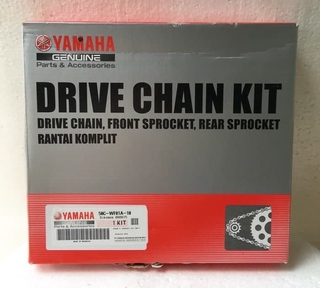 YAMAHA
GENUINE
Parts & Accessories
DRIVE CHAIN KIT
DRIVE CHAIN, FRONT SPROCKET, REAR SPROCKET
RANTAI KOMPLIT
YAMAHA
1 KIT